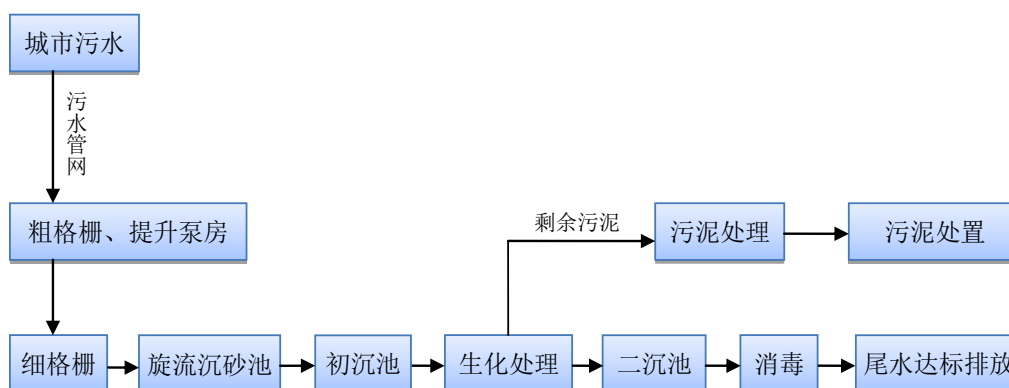 城市污水
污水管网
粗格栅、提升泵房
剩余污泥
污泥处理
污泥处置
细格栅
旋流沉砂池
初沉池
生化处理
二沉池
消毒
尾水达标排放